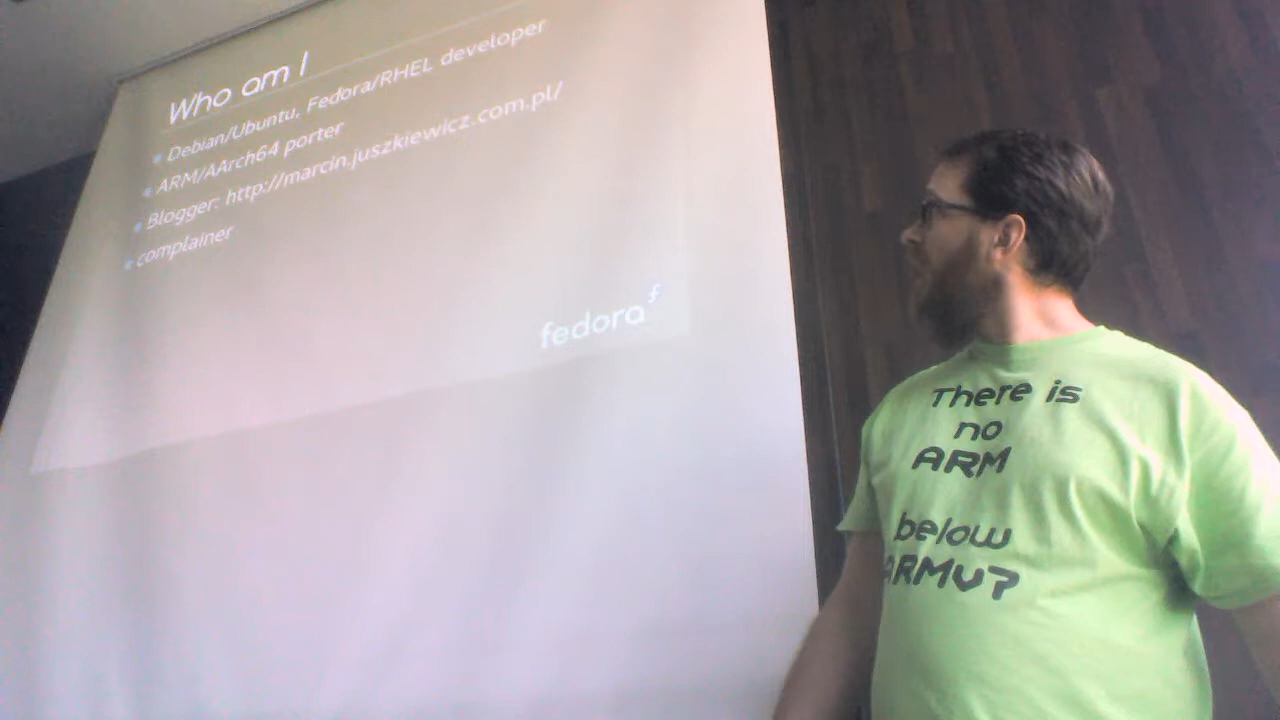 Who am I
Debian/Ubuntu, Fedora/RHEL developer
ARM/AArch64 porter
Blogger: http://marcin.juszkiewicz.com.pl/
complainer
fedora f
There is
no
ARM
below
ARMv7